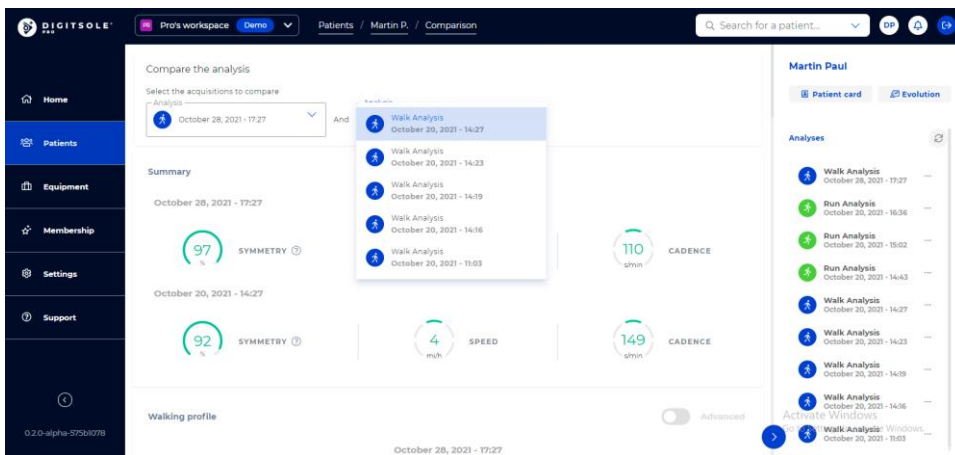 DIGITSOLE®
PRO
Pro's workspace Demo
Patients / Martin P. / Comparison
Search for a patient...
DP
Home
Patients
Equipment
Membership
Settings
Support
0.2.0-alpha-575b1078
Compare the analysis
Select the acquisitions to compare
Analysis
October 28, 2021 - 17:27
And
Analysis
Walk Analysis
October 20, 2021 - 14:27
Walk Analysis
October 20, 2021 - 14:23
Walk Analysis
October 20, 2021 - 14:19
Walk Analysis
October 20, 2021 - 14:16
Walk Analysis
October 20, 2021 - 11:03
Summary
October 28, 2021 - 17:27
97
%
SYMMETRY
110
s/min
CADENCE
October 20, 2021 - 14:27
92
%
SYMMETRY
4
mi/h
SPEED
149
s/min
CADENCE
Walking profile
Advanced
October 28, 2021 - 17:27
Martin Paul
Patient card
Evolution
Analyses
Walk Analysis
October 28, 2021 - 17:27
Run Analysis
October 20, 2021 - 16:36
Run Analysis
October 20, 2021 - 15:02
Run Analysis
October 20, 2021 - 14:43
Walk Analysis
October 20, 2021 - 14:27
Walk Analysis
October 20, 2021 - 14:23
Walk Analysis
October 20, 2021 - 14:19
Walk Analysis
October 20, 2021 - 14:16
Activate Windows
Walk Analysis
October 20, 2021 - 11:03